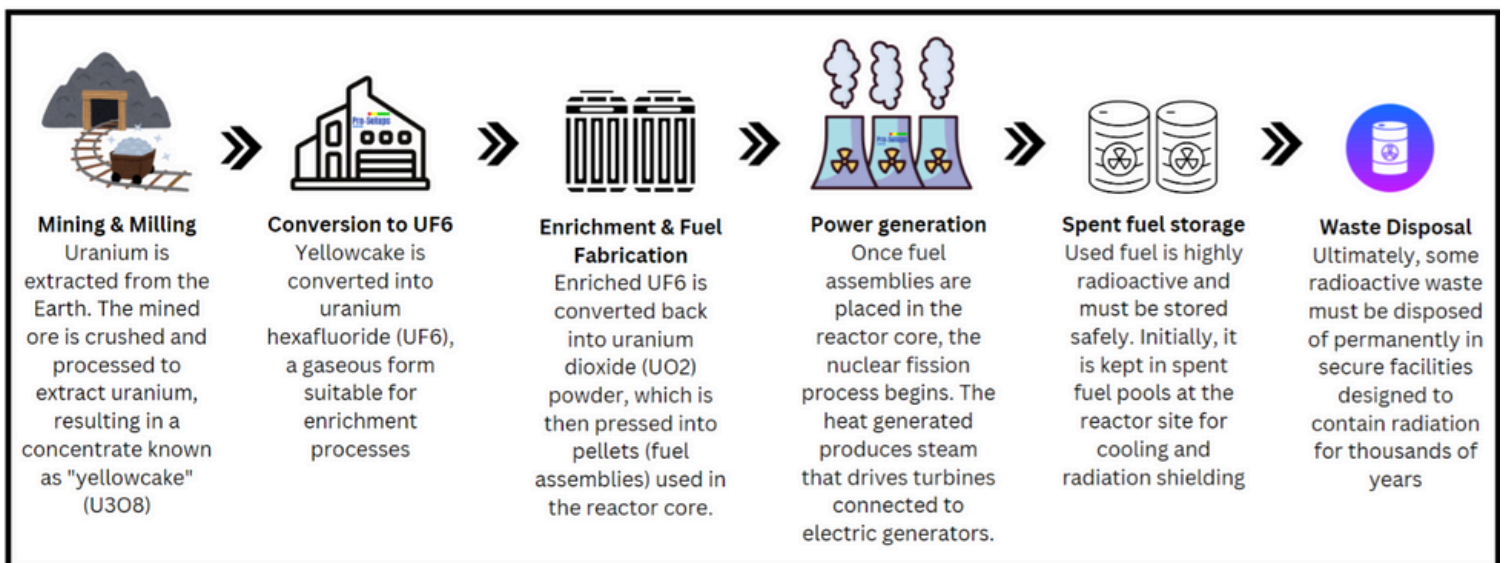 Pro-Setups
Pro-Setups
Mining & Milling
Uranium is
extracted from the
Earth. The mined
ore is crushed and
processed to
extract uranium,
resulting in a
concentrate known
as "yellowcake"
(U3O8)
Conversion to UF6
Yellowcake is
converted into
uranium
hexafluoride (UF6),
a gaseous form
suitable for
enrichment
processes
Enrichment & Fuel
Fabrication
Enriched UF6 is
converted back
into uranium
dioxide (UO2)
powder, which is
then pressed into
pellets (fuel
assemblies) used in
the reactor core.
Power generation
Once fuel
assemblies are
placed in the
reactor core, the
nuclear fission
process begins. The
heat generated
produces steam
that drives turbines
connected to
electric generators.
Spent fuel storage
Used fuel is highly
radioactive and
must be stored
safely. Initially, it
is kept in spent
fuel pools at the
reactor site for
cooling and
radiation shielding
Waste Disposal
Ultimately, some
radioactive waste
must be disposed
of permanently in
secure facilities
designed to
contain radiation
for thousands of
years